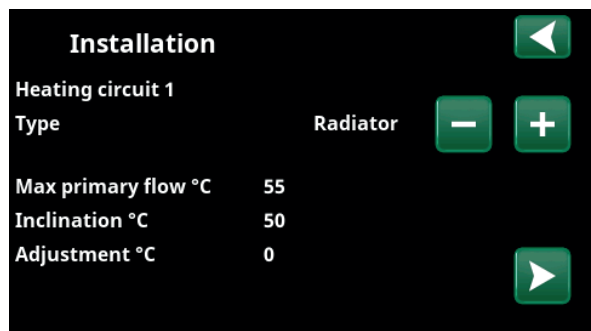 Installation
Heating circuit 1
Type Radiator − +
Max primary flow °C 55
Inclination °C 50
Adjustment °C 0